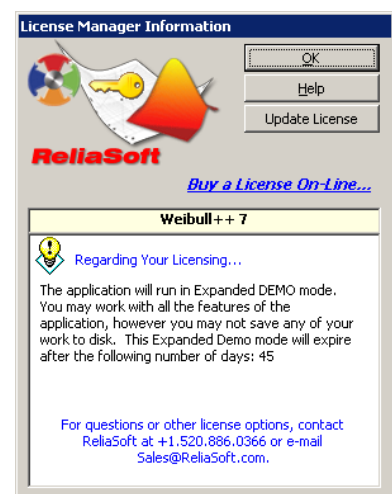 License Manager Information
OK
Help
Update License
ReliaSoft
Buy a License On-Line...
Weibull++ 7
Regarding Your Licensing...
The application will run in Expanded DEMO mode.
You may work with all the features of the
application, however you may not save any of your
work to disk.  This Expanded Demo mode will expire
after the following number of days: 45
For questions or other license options, contact
ReliaSoft at +1.520.886.0366 or e-mail
Sales@ReliaSoft.com.